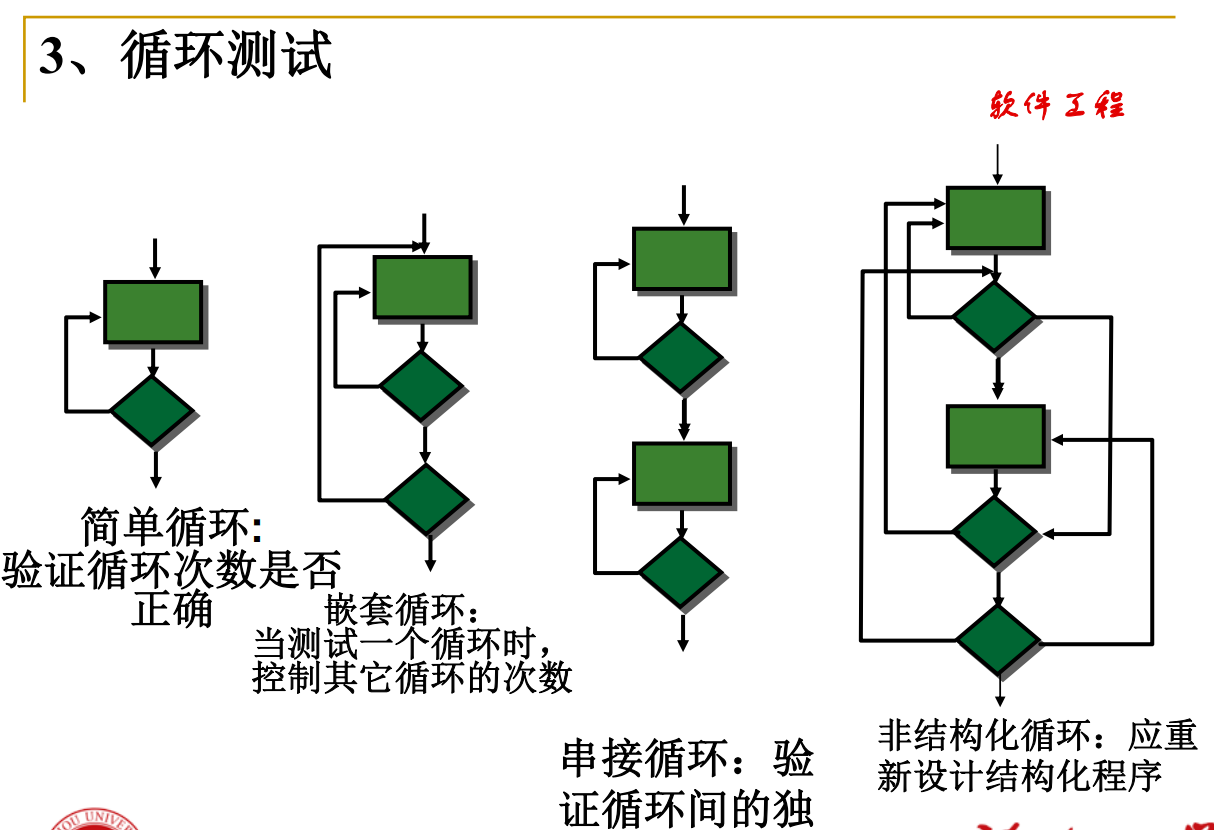 3、循环测试
软件工程
简单循环:
验证循环次数是否
正确
嵌套循环：
当测试一个循环时，
控制其它循环的次数
串接循环：验
证循环间的独
非结构化循环：应重
新设计结构化程序
OU UNIVER